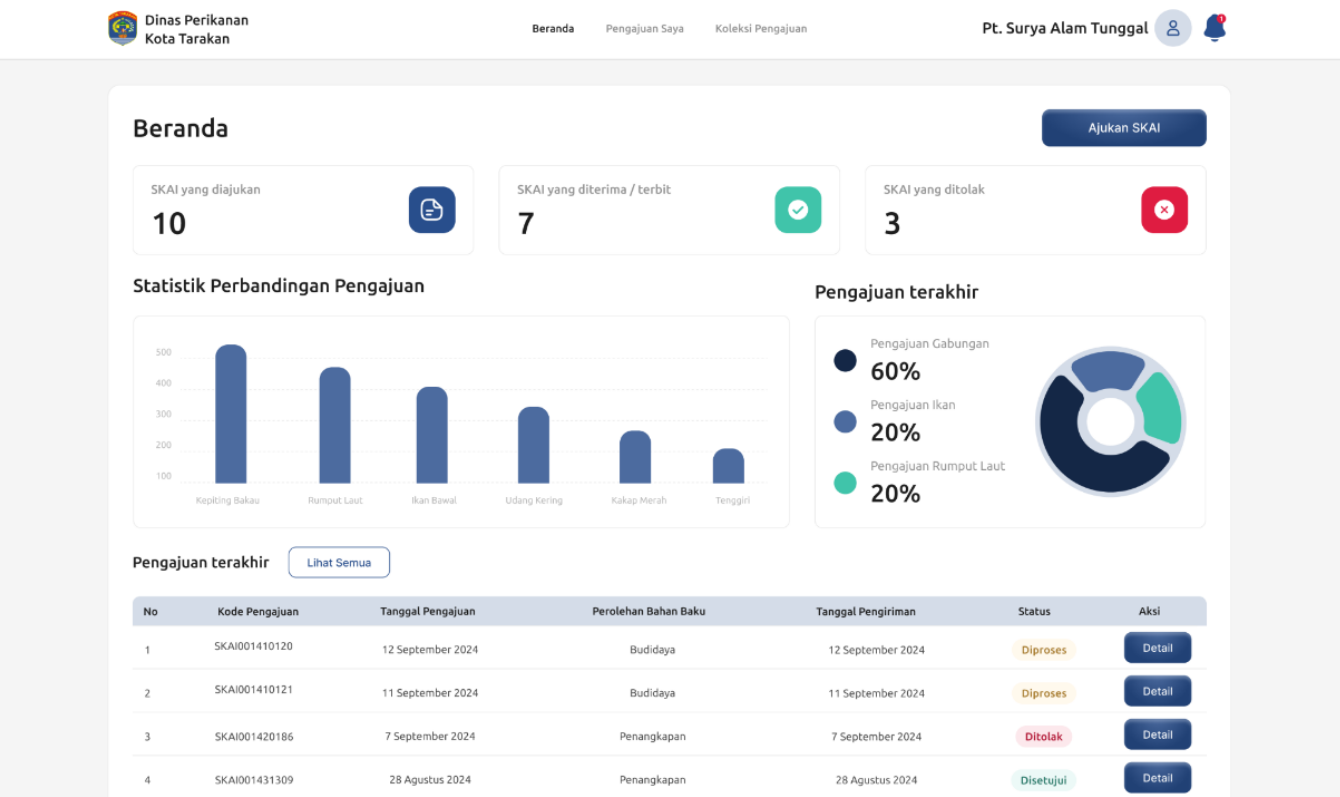 Dinas Perikanan
Kota Tarakan
Beranda Pengajuan Saya Koleksi Pengajuan
Pt. Surya Alam Tunggal
1
Beranda
Ajukan SKAI
SKAI yang diajukan
10
SKAI yang diterima / terbit
7
SKAI yang ditolak
3
Statistik Perbandingan Pengajuan
500
400
300
200
100
Kepiting Bakau Rumput Laut Ikan Bawal Udang Kering Kakap Merah Tenggiri
Pengajuan terakhir
Pengajuan Gabungan
60%
Pengajuan Ikan
20%
Pengajuan Rumput Laut
20%
Pengajuan terakhir Lihat Semua
No Kode Pengajuan Tanggal Pengajuan Perolehan Bahan Baku Tanggal Pengiriman Status Aksi
1 SKAI001410120 12 September 2024 Budidaya 12 September 2024 Diproses Detail
2 SKAI001410121 11 September 2024 Budidaya 11 September 2024 Diproses Detail
3 SKAI001420186 7 September 2024 Penangkapan 7 September 2024 Ditolak Detail
4 SKAI001431309 28 Agustus 2024 Penangkapan 28 Agustus 2024 Disetujui Detail